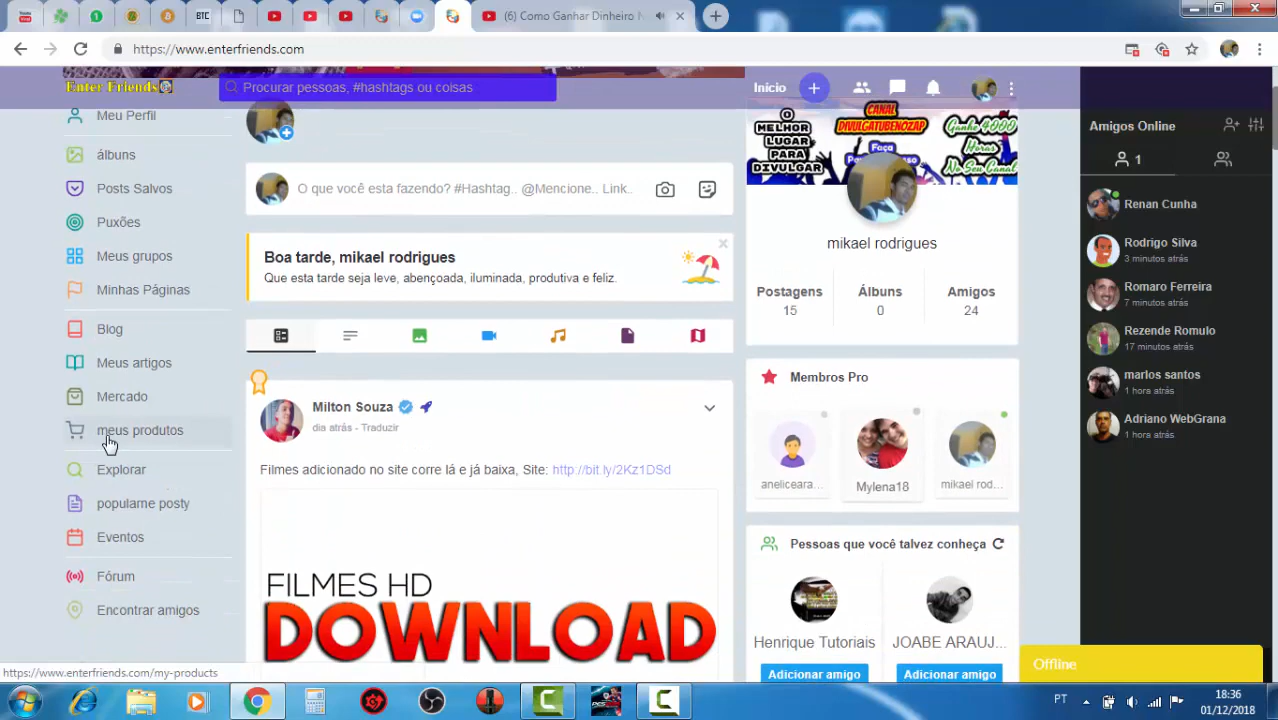 BTC
(6) Como Ganhar Dinheiro N
https://www.enterfriends.com
Enter Friends
Procurar pessoas, #hashtags ou coisas
Início
Meu Perfil
álbuns
Posts Salvos
Puxões
Meus grupos
Minhas Páginas
Blog
Meus artigos
Mercado
meus produtos
Explorar
popularne posty
Eventos
Fórum
Encontrar amigos
O que você esta fazendo? #Hashtag.. @Mencione.. Link..
Boa tarde, mikael rodrigues
Que esta tarde seja leve, abençoada, iluminada, produtiva e feliz.
Milton Souza
dia atrás - Traduzir
Filmes adicionado no site corre lá e já baixa, Site: http://bit.ly/2Kz1DSd
FILMES HD
DOWNLOAD
O
MELHOR
LUGAR
PARA
DIVULGAR
CANAL
DIVULGATUBENOZAP
Faça
Ganhe 4000
Horas
No Seu Canal
mikael rodrigues
Postagens
15
Álbuns
0
Amigos
24
Membros Pro
aneliceara...
Mylena18
mikael rod...
Pessoas que você talvez conheça
Henrique Tutoriais
JOABE ARAUJ...
Adicionar amigo
Adicionar amigo
Amigos Online
1
Renan Cunha
Rodrigo Silva
3 minutos atrás
Romaro Ferreira
7 minutos atrás
Rezende Romulo
17 minutos atrás
marlos santos
1 hora atrás
Adriano WebGrana
1 hora atrás
Offline
https://www.enterfriends.com/my-products
PT
18:36
01/12/2018